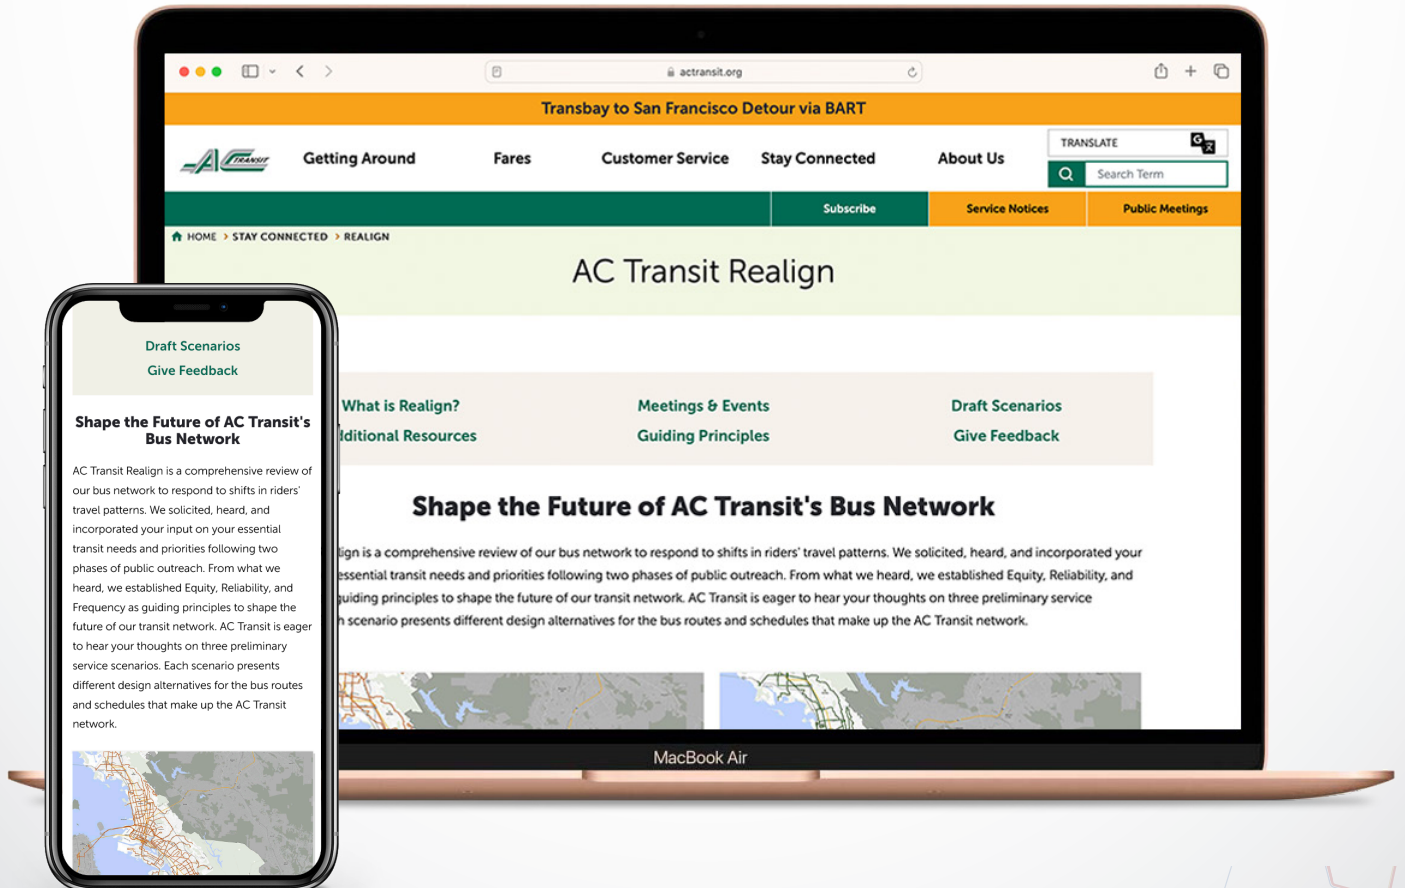 actransit.org
Transbay to San Francisco Detour via BART
AC TRANSIT
Getting Around
Fares
Customer Service
Stay Connected
About Us
TRANSLATE
G
Search Term
Subscribe
Service Notices
Public Meetings
HOME > STAY CONNECTED > REALIGN
AC Transit Realign
What is Realign?
Meetings & Events
Draft Scenarios
dditional Resources
Guiding Principles
Give Feedback
Shape the Future of AC Transit's Bus Network
lign is a comprehensive review of our bus network to respond to shifts in riders' travel patterns. We solicited, heard, and incorporated your
essential transit needs and priorities following two phases of public outreach. From what we heard, we established Equity, Reliability, and
guiding principles to shape the future of our transit network. AC Transit is eager to hear your thoughts on three preliminary service
h scenario presents different design alternatives for the bus routes and schedules that make up the AC Transit network.
MacBook Air
Draft Scenarios
Give Feedback
Shape the Future of AC Transit's
Bus Network
AC Transit Realign is a comprehensive review of
our bus network to respond to shifts in riders'
travel patterns. We solicited, heard, and
incorporated your input on your essential
transit needs and priorities following two
phases of public outreach. From what we
heard, we established Equity, Reliability, and
Frequency as guiding principles to shape the
future of our transit network. AC Transit is eager
to hear your thoughts on three preliminary
service scenarios. Each scenario presents
different design alternatives for the bus routes
and schedules that make up the AC Transit
network.